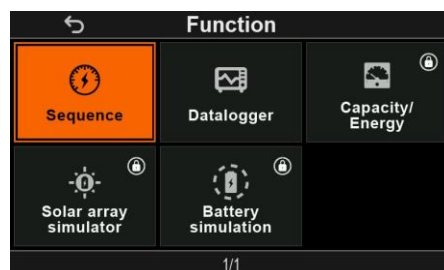 Function
Sequence
Datalogger
Capacity/
Energy
Solar array
simulator
Battery
simulation
1/1